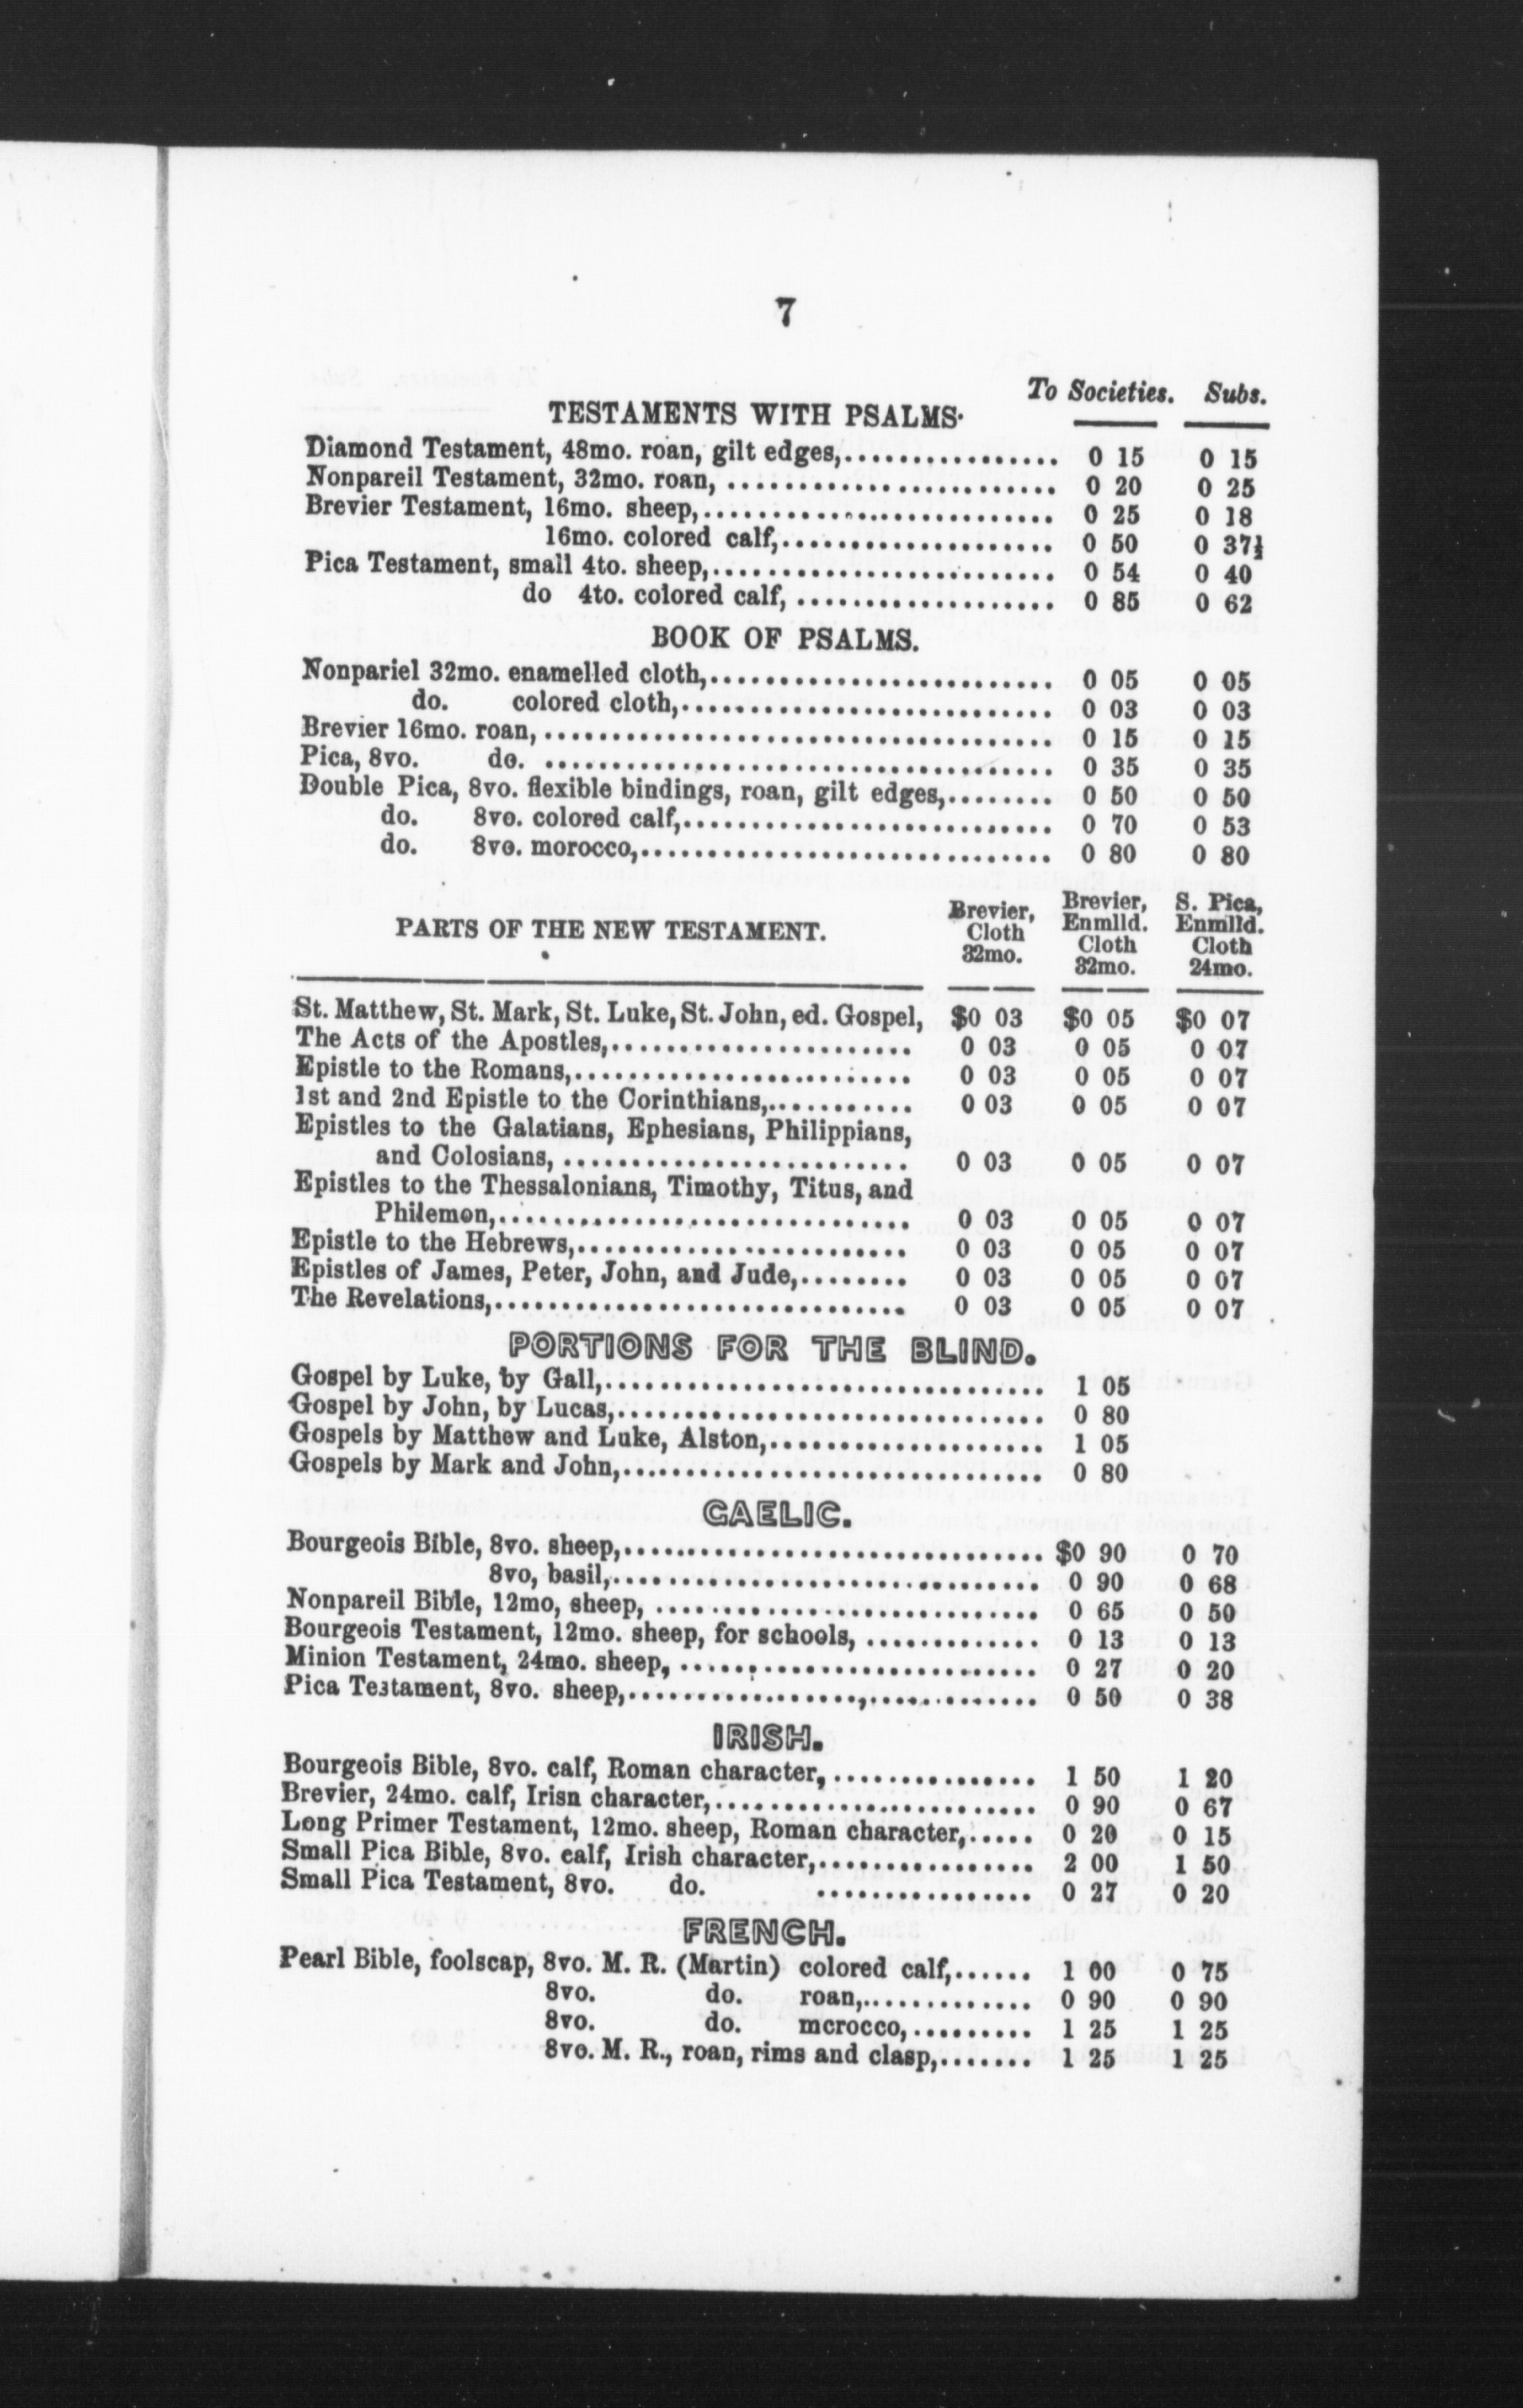 7
To Societies. Subs.
TESTAMENTS WITH PSALMS.
Diamond Testament, 48mo. roan, gilt edges,................ 0 15 0 15
Nonpareil Testament, 32mo. roan, ........................ 0 20 0 25
Brevier Testament, 16mo. sheep,.......................... 0 25 0 18
16mo. colored calf,.................... 0 50 0 37½
Pica Testament, small 4to. sheep,......................... 0 54 0 40
do 4to. colored calf, ................... 0 85 0 62
BOOK OF PSALMS.
Nonpariel 32mo. enamelled cloth,......................... 0 05 0 05
do. colored cloth,........................... 0 03 0 03
Brevier 16mo. roan,..................................... 0 15 0 15
Pica, 8vo. do. ..................................... 0 35 0 35
Double Pica, 8vo. flexible bindings, roan, gilt edges,........ 0 50 0 50
do. 8vo. colored calf,........................... 0 70 0 53
do. 8vo. morocco,.............................. 0 80 0 80
PARTS OF THE NEW TESTAMENT.
Brevier, Cloth 32mo.
Brevier, Enmlld. Cloth 32mo.
S. Pica, Enmlld. Cloth 24mo.
St. Matthew, St. Mark, St. Luke, St. John, ed. Gospel, $0 03 $0 05 $0 07
The Acts of the Apostles,...................... 0 03 0 05 0 07
Epistle to the Romans,......................... 0 03 0 05 0 07
1st and 2nd Epistle to the Corinthians,........... 0 03 0 05 0 07
Epistles to the Galatians, Ephesians, Philippians,
and Colosians, ......................... 0 03 0 05 0 07
Epistles to the Thessalonians, Timothy, Titus, and
Philemon,.............................. 0 03 0 05 0 07
Epistle to the Hebrews,........................ 0 03 0 05 0 07
Epistles of James, Peter, John, and Jude,........ 0 03 0 05 0 07
The Revelations,.............................. 0 03 0 05 0 07
PORTIONS FOR THE BLIND.
Gospel by Luke, by Gall,................................ 1 05
Gospel by John, by Lucas,............................... 0 80
Gospels by Matthew and Luke, Alston,.................... 1 05
Gospels by Mark and John,............................... 0 80
GAELIC.
Bourgeois Bible, 8vo. sheep,............................... $0 90 0 70
8vo, basil,............................... 0 90 0 68
Nonpareil Bible, 12mo, sheep, ............................ 0 65 0 50
Bourgeois Testament, 12mo. sheep, for schools, ............. 0 13 0 13
Minion Testament, 24mo. sheep, .......................... 0 27 0 20
Pica Testament, 8vo. sheep,.............................. 0 50 0 38
IRISH.
Bourgeois Bible, 8vo. calf, Roman character, ............... 1 50 1 20
Brevier, 24mo. calf, Irisn character,........................ 0 90 0 67
Long Primer Testament, 12mo. sheep, Roman character,..... 0 20 0 15
Small Pica Bible, 8vo. calf, Irish character,................ 2 00 1 50
Small Pica Testament, 8vo. do. ................ 0 27 0 20
FRENCH.
Pearl Bible, foolscap, 8vo. M. R. (Martin) colored calf,...... 1 00 0 75
8vo. do. roan,............. 0 90 0 90
8vo. do. mcrocco,......... 1 25 1 25
8vo. M. R., roan, rims and clasp,....... 1 25 1 25